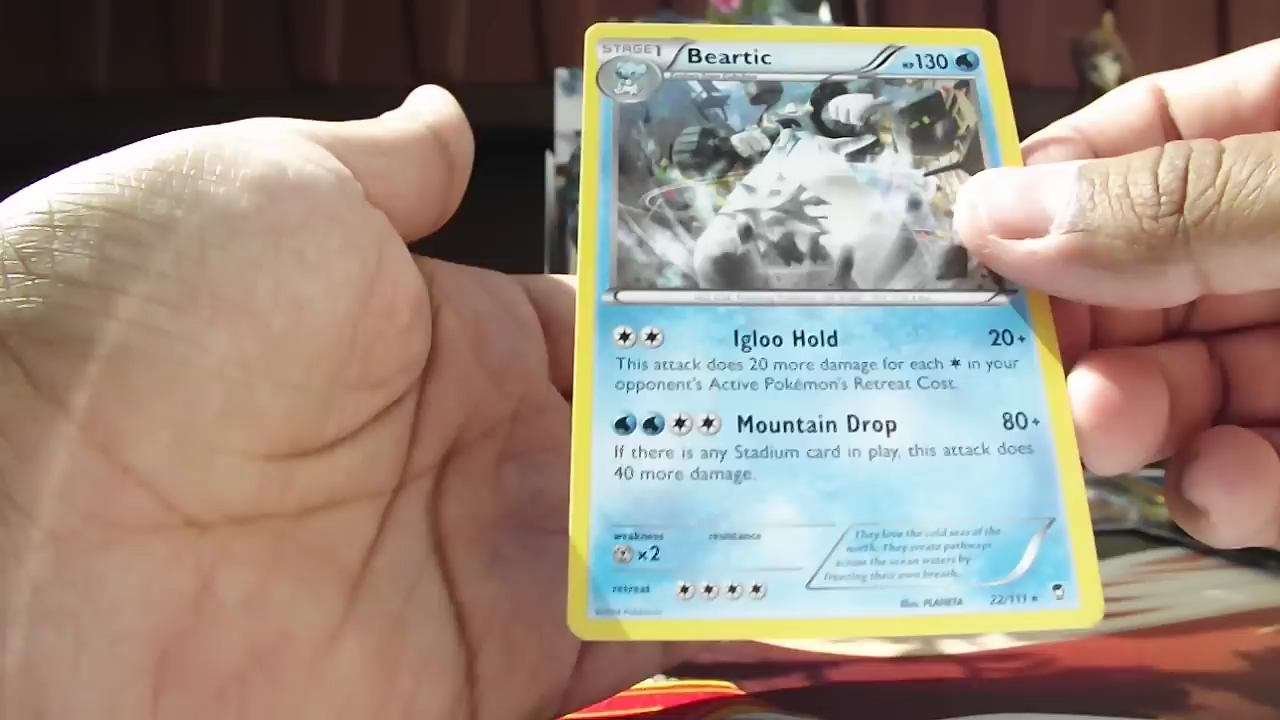 STAGE1
Beartic
HP130
Igloo Hold 20+
This attack does 20 more damage for each in your
opponent's Active Pokémon's Retreat Cost.
Mountain Drop 80+
If there is any Stadium card in play, this attack does
40 more damage.
weakness resistance
×2
They love the cold seas of the
north. They create pathways
across the ocean waters by
freezing their own breath.
retreat
Illus. PLANETA 22/111 ★